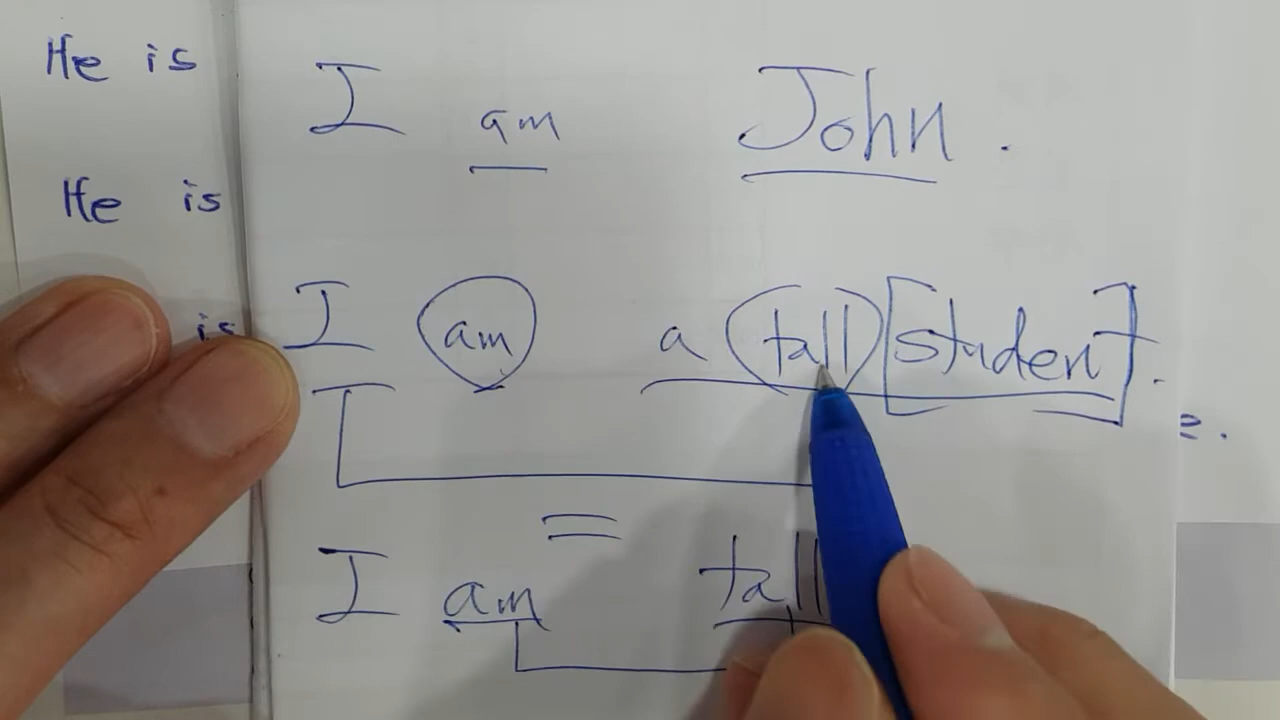 He is
I am John.
He is
is
I am a tall student.
e.
=
I am tall